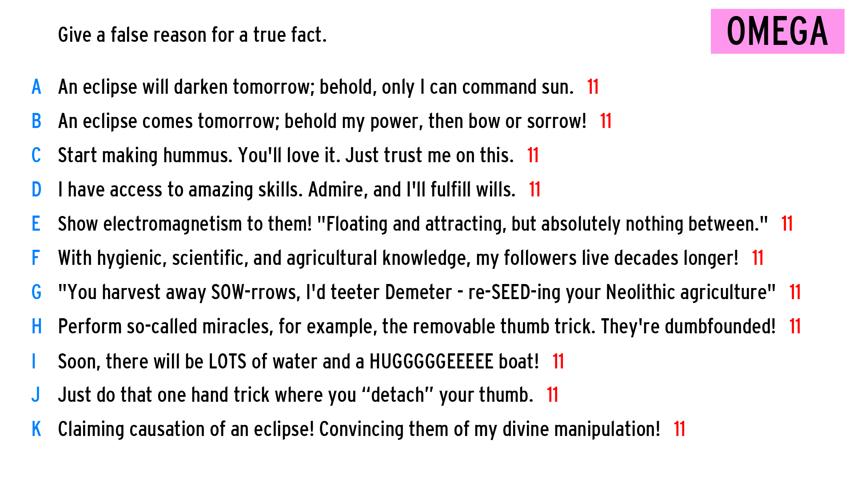 Give a false reason for a true fact.
OMEGA
A An eclipse will darken tomorrow; behold, only I can command sun. 11
B An eclipse comes tomorrow; behold my power, then bow or sorrow! 11
C Start making hummus. You'll love it. Just trust me on this. 11
D I have access to amazing skills. Admire, and I'll fulfill wills. 11
E Show electromagnetism to them! "Floating and attracting, but absolutely nothing between." 11
F With hygienic, scientific, and agricultural knowledge, my followers live decades longer! 11
G "You harvest away SOW-rrows, I'd teeter Demeter - re-SEED-ing your Neolithic agriculture" 11
H Perform so-called miracles, for example, the removable thumb trick. They're dumbfounded! 11
I Soon, there will be LOTS of water and a HUGGGGGEEEEE boat! 11
J Just do that one hand trick where you “detach” your thumb. 11
K Claiming causation of an eclipse! Convincing them of my divine manipulation! 11